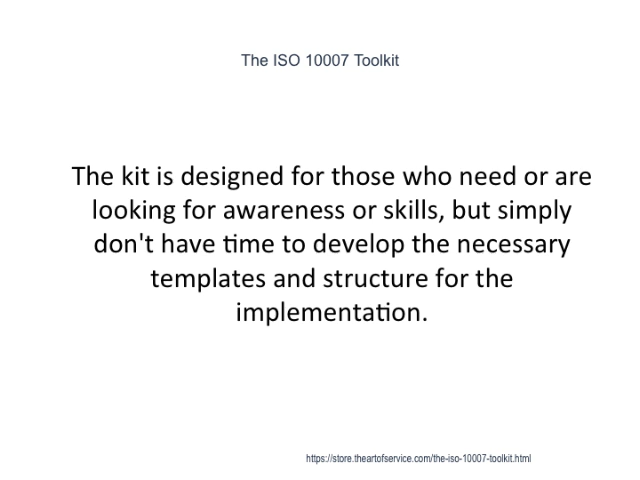 The ISO 10007 Toolkit
The kit is designed for those who need or are
looking for awareness or skills, but simply
don't have time to develop the necessary
templates and structure for the
implementation.
https://store.theartofservice.com/the-iso-10007-toolkit.html